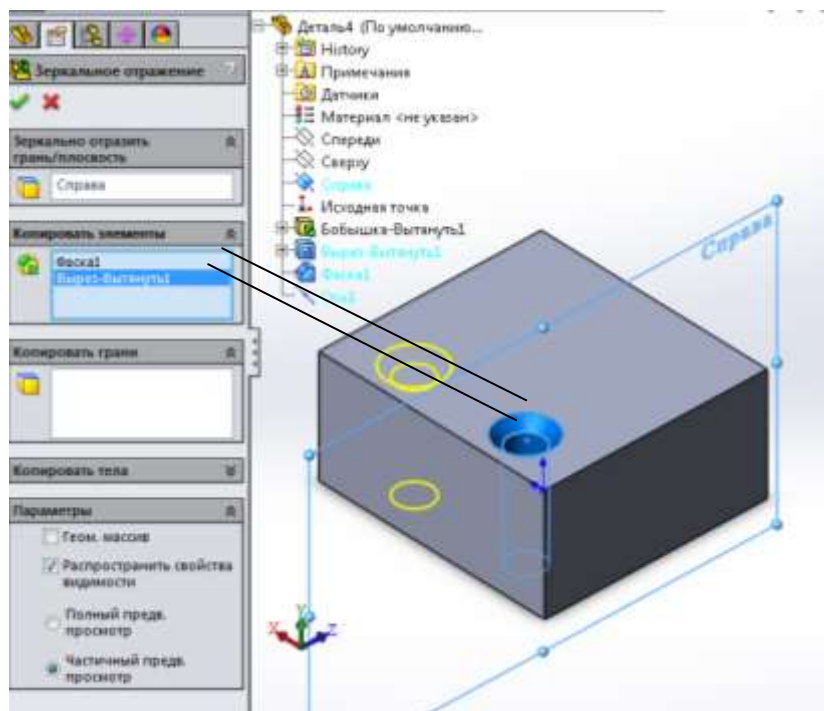 Зеркальное отражение
Зеркально отразить
грань/плоскость
Справа
Копировать элементы
Фаска1
Вырез-Вытянуть1
Копировать грани
Копировать тела
Параметры
Геом. массив
Распространить свойства
видимости
Полный предв.
просмотр
Частичный предв.
просмотр
Деталь4 (По умолчанию...
History
Примечания
Датчики
Материал <не указан>
Спереди
Сверху
Справа
Исходная точка
Бобышка-Вытянуть1
Вырез-Вытянуть1
Фаска1
Справа
X
Y
Z